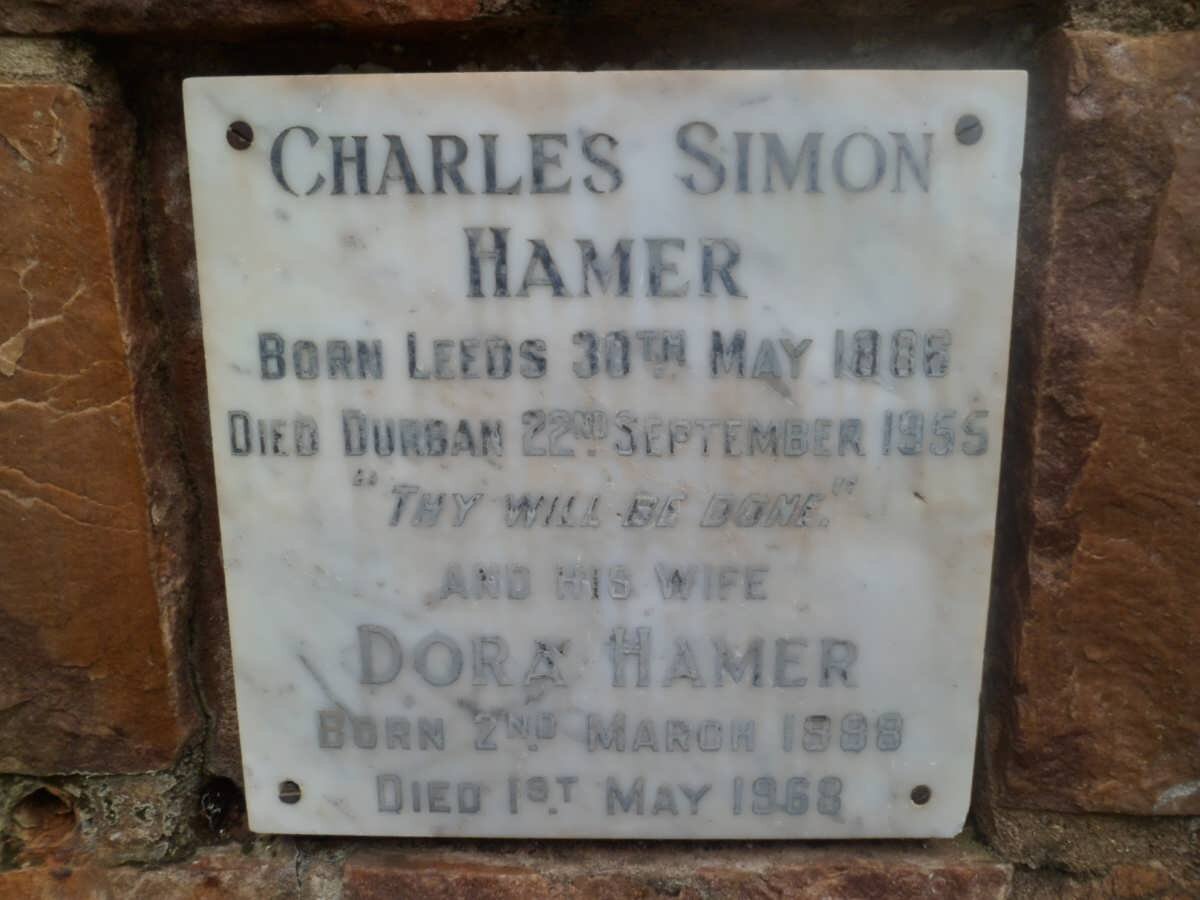 CHARLES SIMON
HAMER
BORN LEEDS 30TH MAY 1886
DIED DURBAN 22ND SEPTEMBER 1955
"THY WILL BE DONE."
AND HIS WIFE
DORA HAMER
BORN 2ND MARCH 1888
DIED 1ST MAY 1968